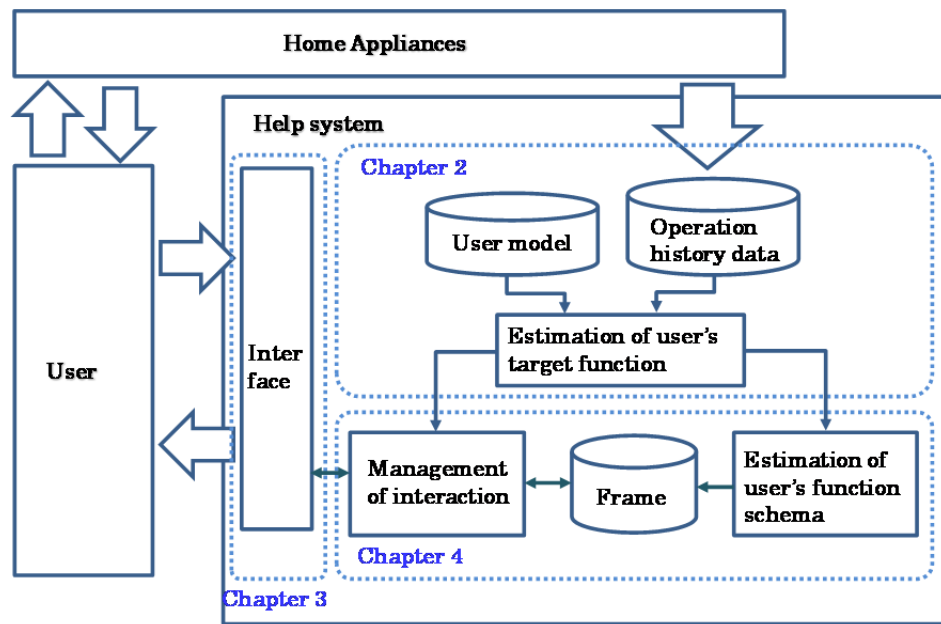 Home Appliances
Help system
Chapter 2
User model
Operation
history data
Estimation of user's
target function
User
Inter
face
Management
of interaction
Frame
Estimation of
user's function
schema
Chapter 4
Chapter 3